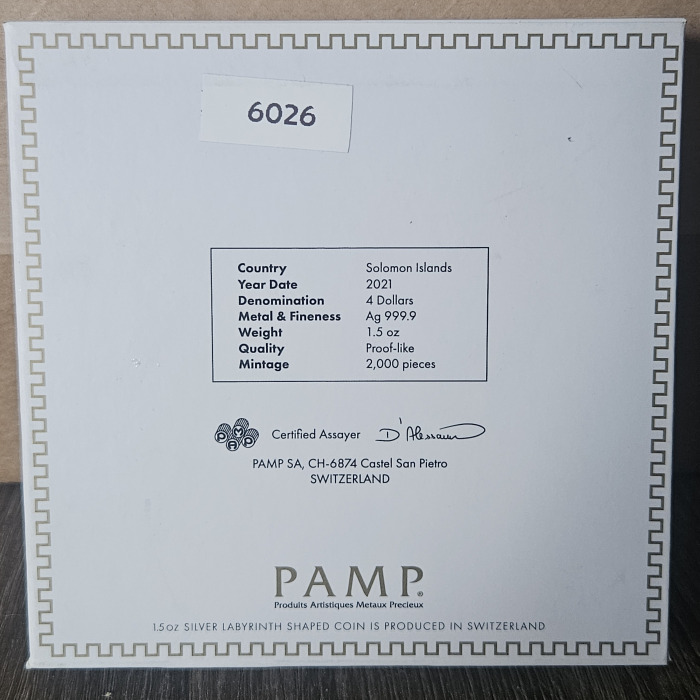 6026
Country Solomon Islands
Year Date 2021
Denomination 4 Dollars
Metal & Fineness Ag 999.9
Weight 1.5 oz
Quality Proof-like
Mintage 2,000 pieces
PAMP Certified Assayer D'Alessandro
PAMP SA, CH-6874 Castel San Pietro
SWITZERLAND
PAMP®
Produits Artistiques Metaux Precieux
1.5 OZ SILVER LABYRINTH SHAPED COIN IS PRODUCED IN SWITZERLAND